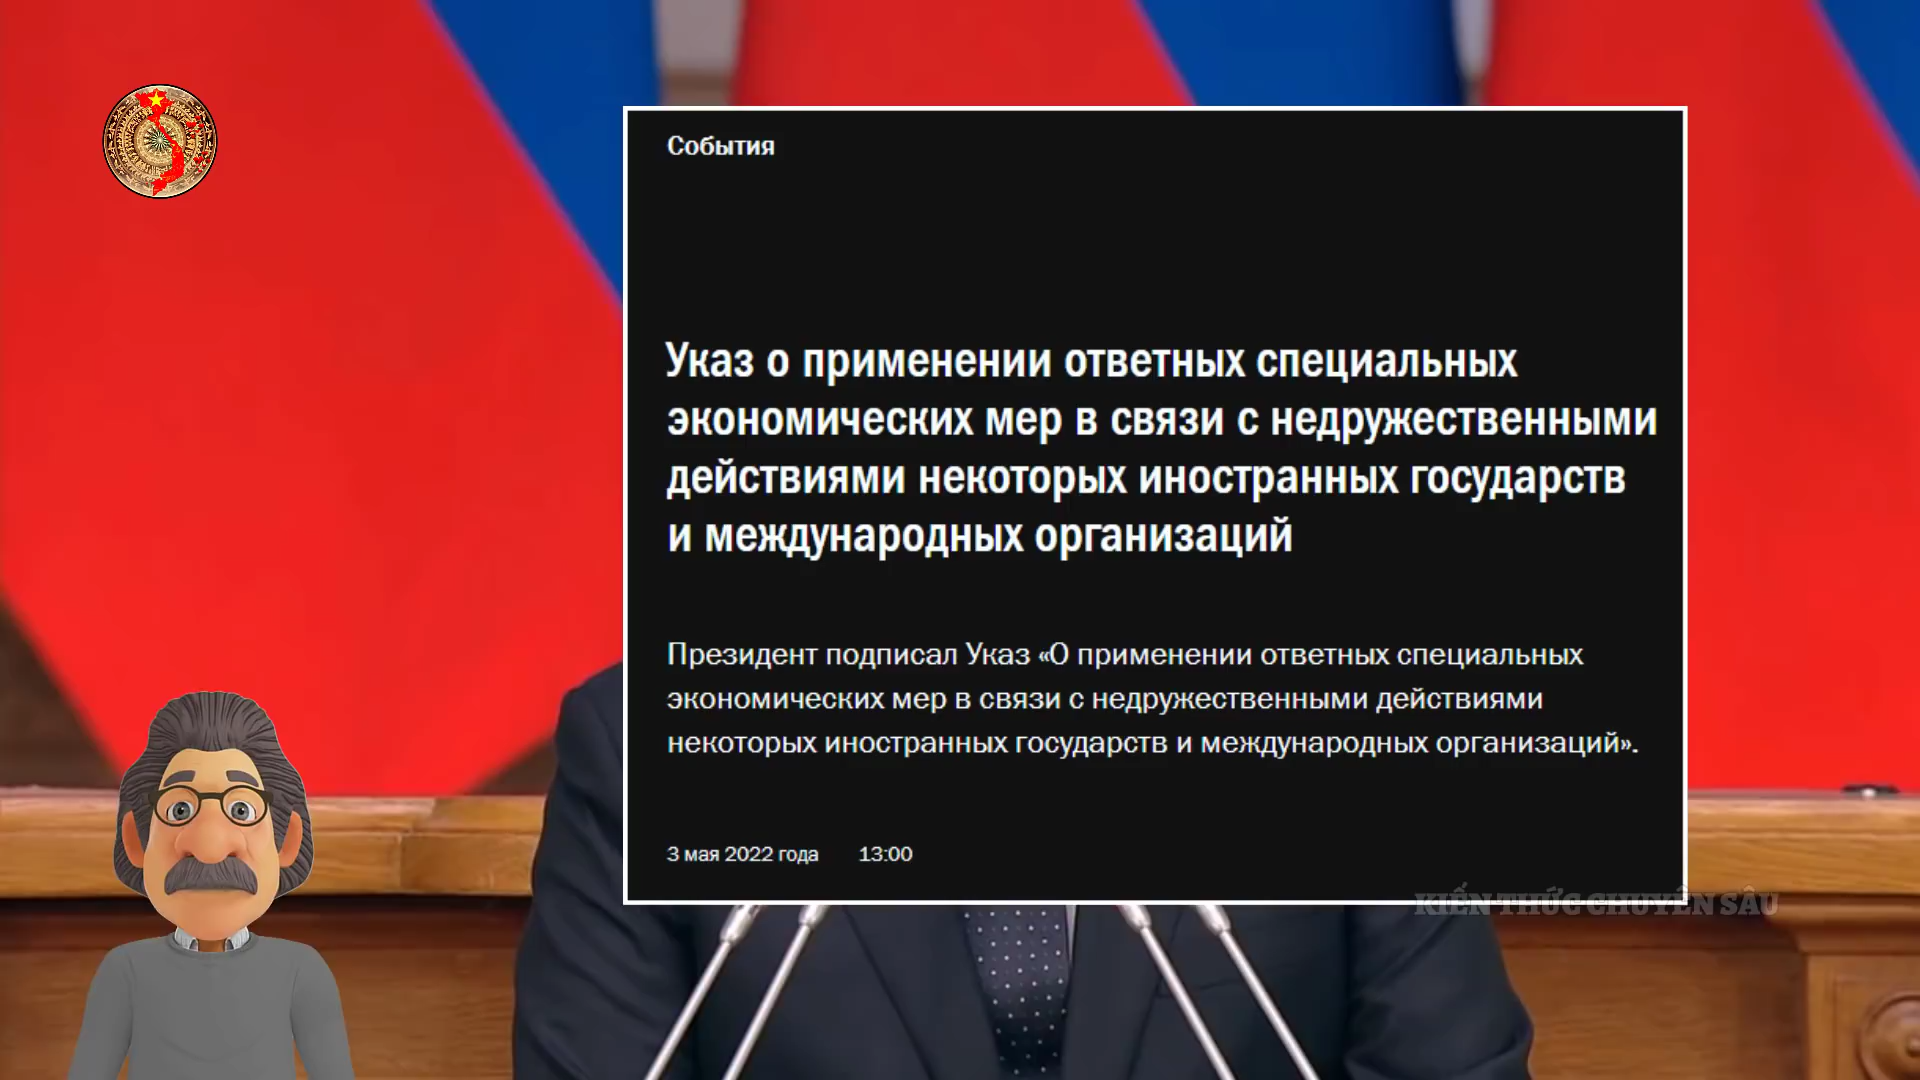 События
Указ о применении ответных специальных
экономических мер в связи с недружественными
действиями некоторых иностранных государств
и международных организаций
Президент подписал Указ «О применении ответных специальных
экономических мер в связи с недружественными действиями
некоторых иностранных государств и международных организаций».
3 мая 2022 года 13:00
KIẾN THỨC CHUYÊN SÂU